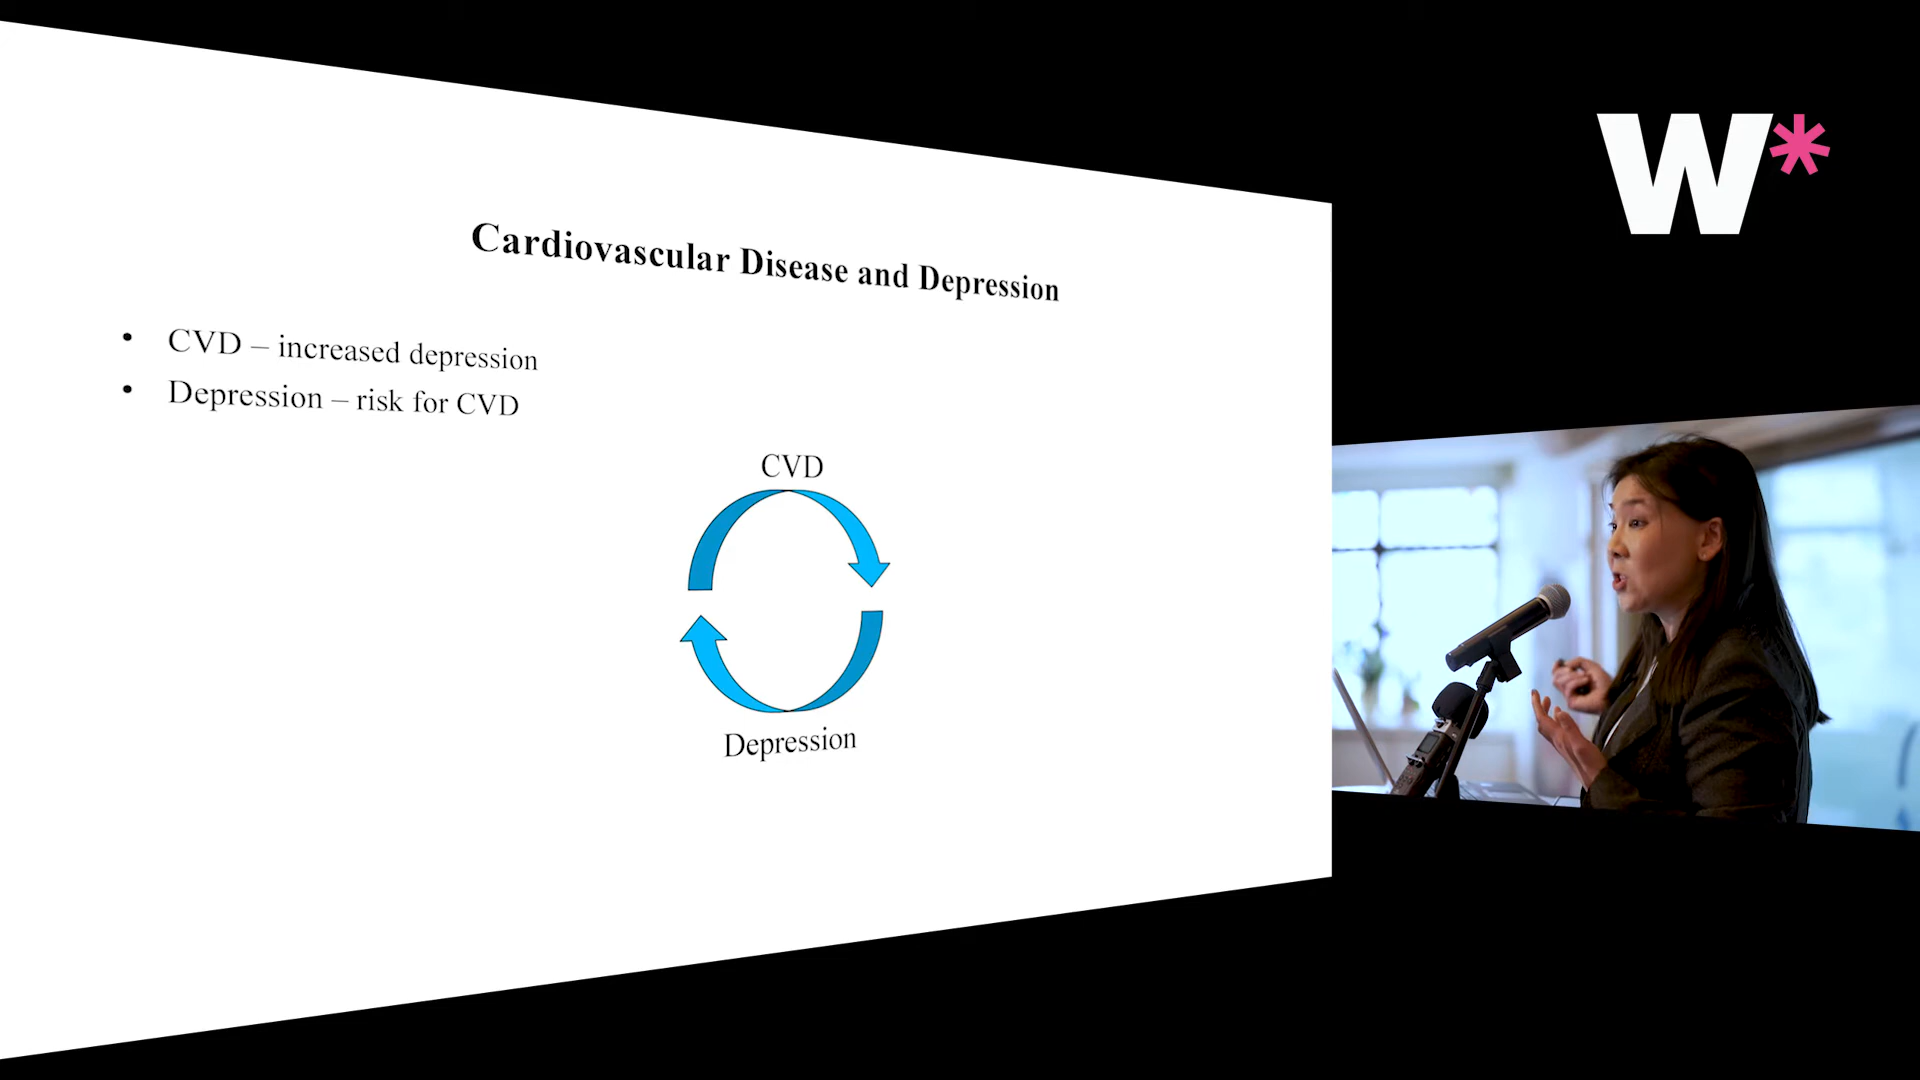 W*
Cardiovascular Disease and Depression
• CVD – increased depression
• Depression – risk for CVD
CVD
Depression